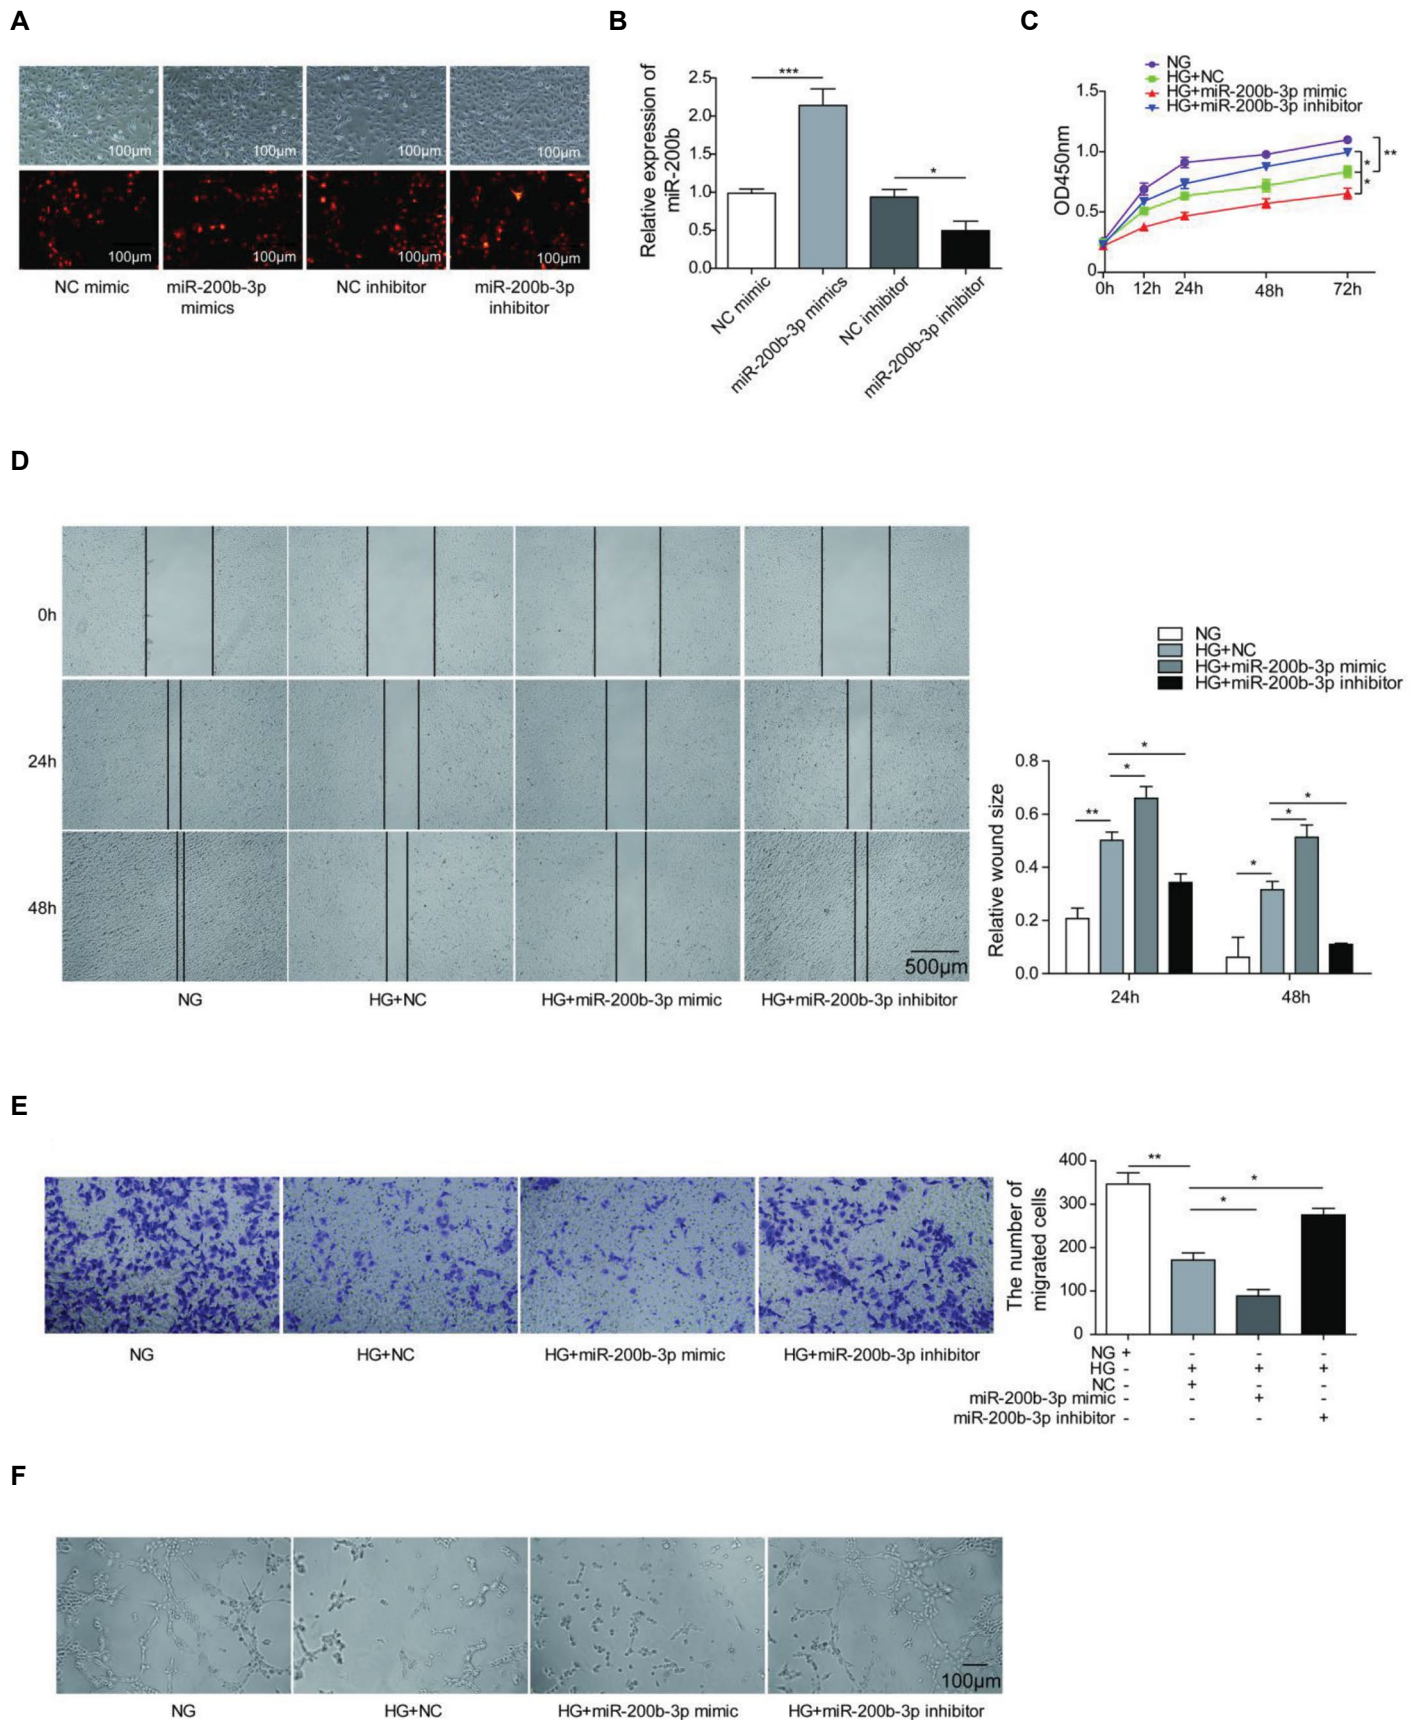 A
100μm 100μm 100μm 100μm
100μm 100μm 100μm 100μm
NC mimic miR-200b-3p NC inhibitor miR-200b-3p
mimics inhibitor
B
Relative expression of
miR-200b
2.5
2.0
1.5
1.0
0.5
0.0
***
*
NC mimic
miR-200b-3p mimics
NC inhibitor
miR-200b-3p inhibitor
C
NG
HG+NC
HG+miR-200b-3p mimic
HG+miR-200b-3p inhibitor
OD450nm
1.5
1.0
0.5
0
0h 12h 24h 48h 72h
**
*
*
D
0h
24h
48h
500μm
NG HG+NC HG+miR-200b-3p mimic HG+miR-200b-3p inhibitor
NG
HG+NC
HG+miR-200b-3p mimic
HG+miR-200b-3p inhibitor
Relative wound size
0.8
0.6
0.4
0.2
0.0
** * *
* * *
24h 48h
E
NG HG+NC HG+miR-200b-3p mimic HG+miR-200b-3p inhibitor
The number of
migrated cells
400
300
200
100
0
**
*
*
NG + - - -
HG - + + +
NC - + - -
miR-200b-3p mimic - - + -
miR-200b-3p inhibitor - - - +
F
100μm
NG HG+NC HG+miR-200b-3p mimic HG+miR-200b-3p inhibitor